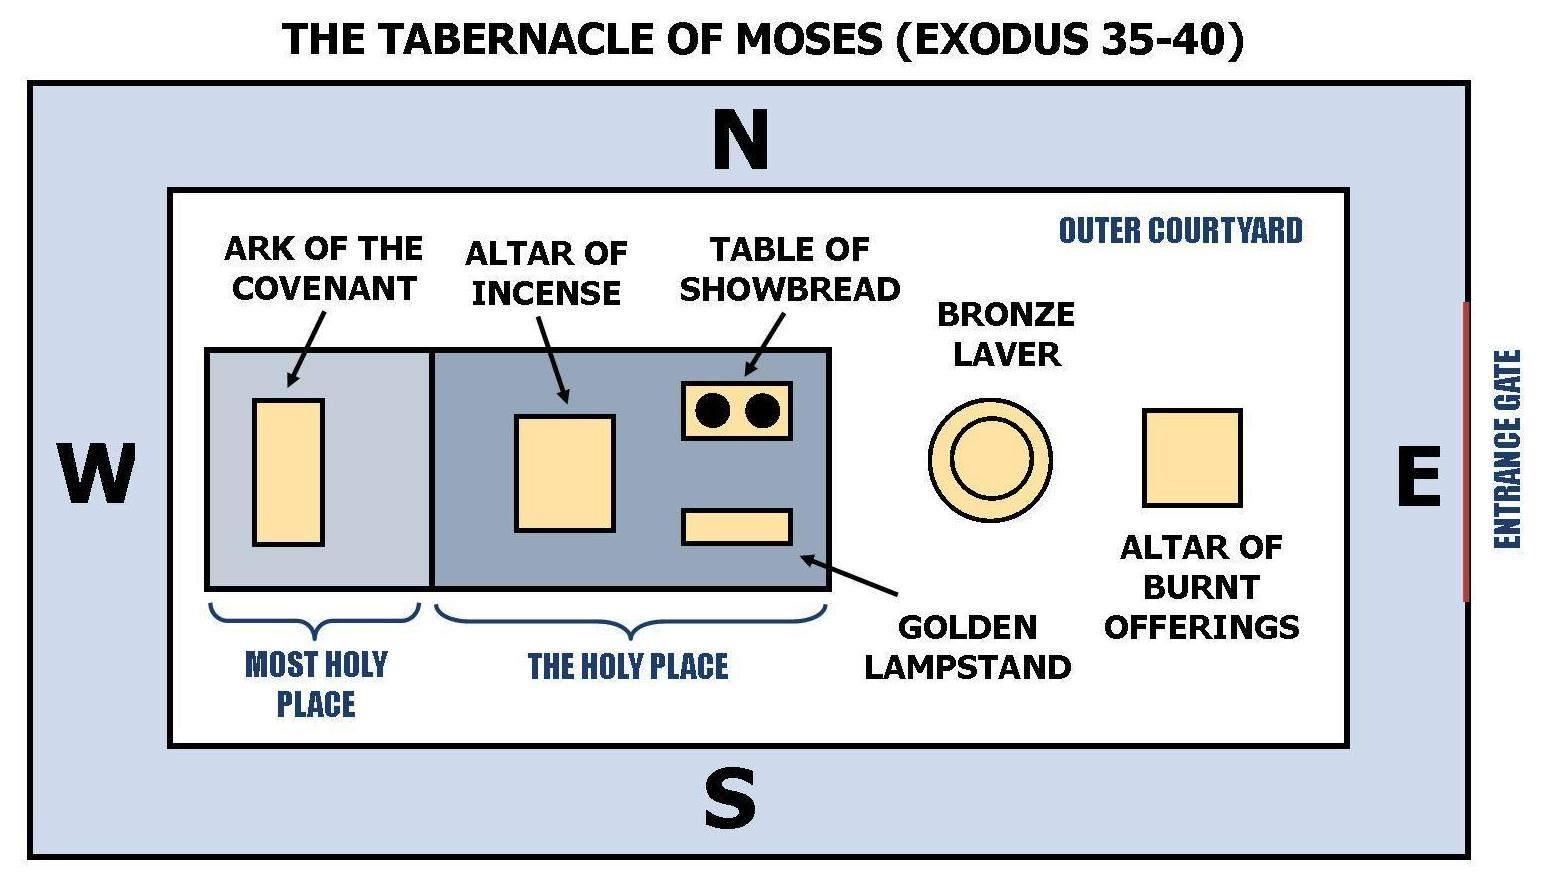 THE TABERNACLE OF MOSES (EXODUS 35-40)
N
OUTER COURTYARD
ARK OF THE
COVENANT
ALTAR OF
INCENSE
TABLE OF
SHOWBREAD
BRONZE
LAVER
W
E
ENTRANCE GATE
ALTAR OF
BURNT
OFFERINGS
GOLDEN
LAMPSTAND
MOST HOLY
PLACE
THE HOLY PLACE
S